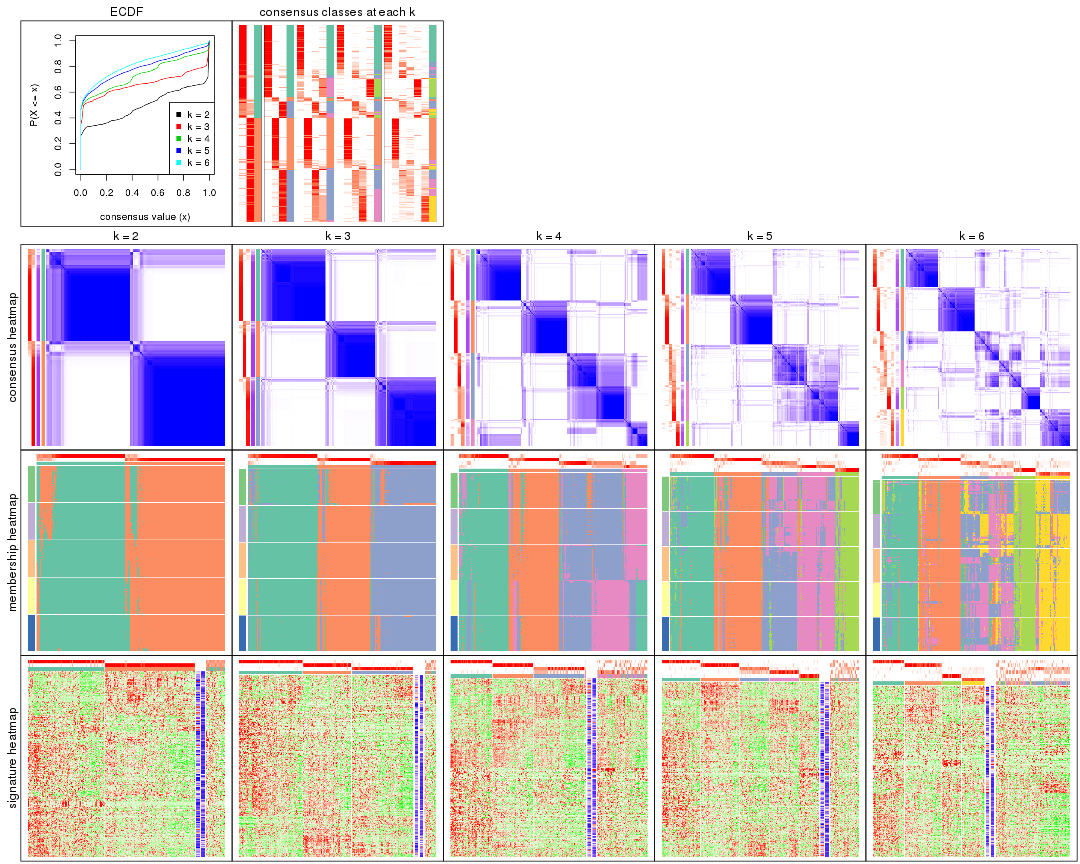 ECDF
consensus classes at each k
P(X <= x)
0.0 0.2 0.4 0.6 0.8 1.0
k = 2
k = 3
k = 4
k = 5
k = 6
0.0 0.2 0.4 0.6 0.8 1.0
consensus value (x)
k = 2 k = 3 k = 4 k = 5 k = 6
consensus heatmap
membership heatmap
signature heatmap